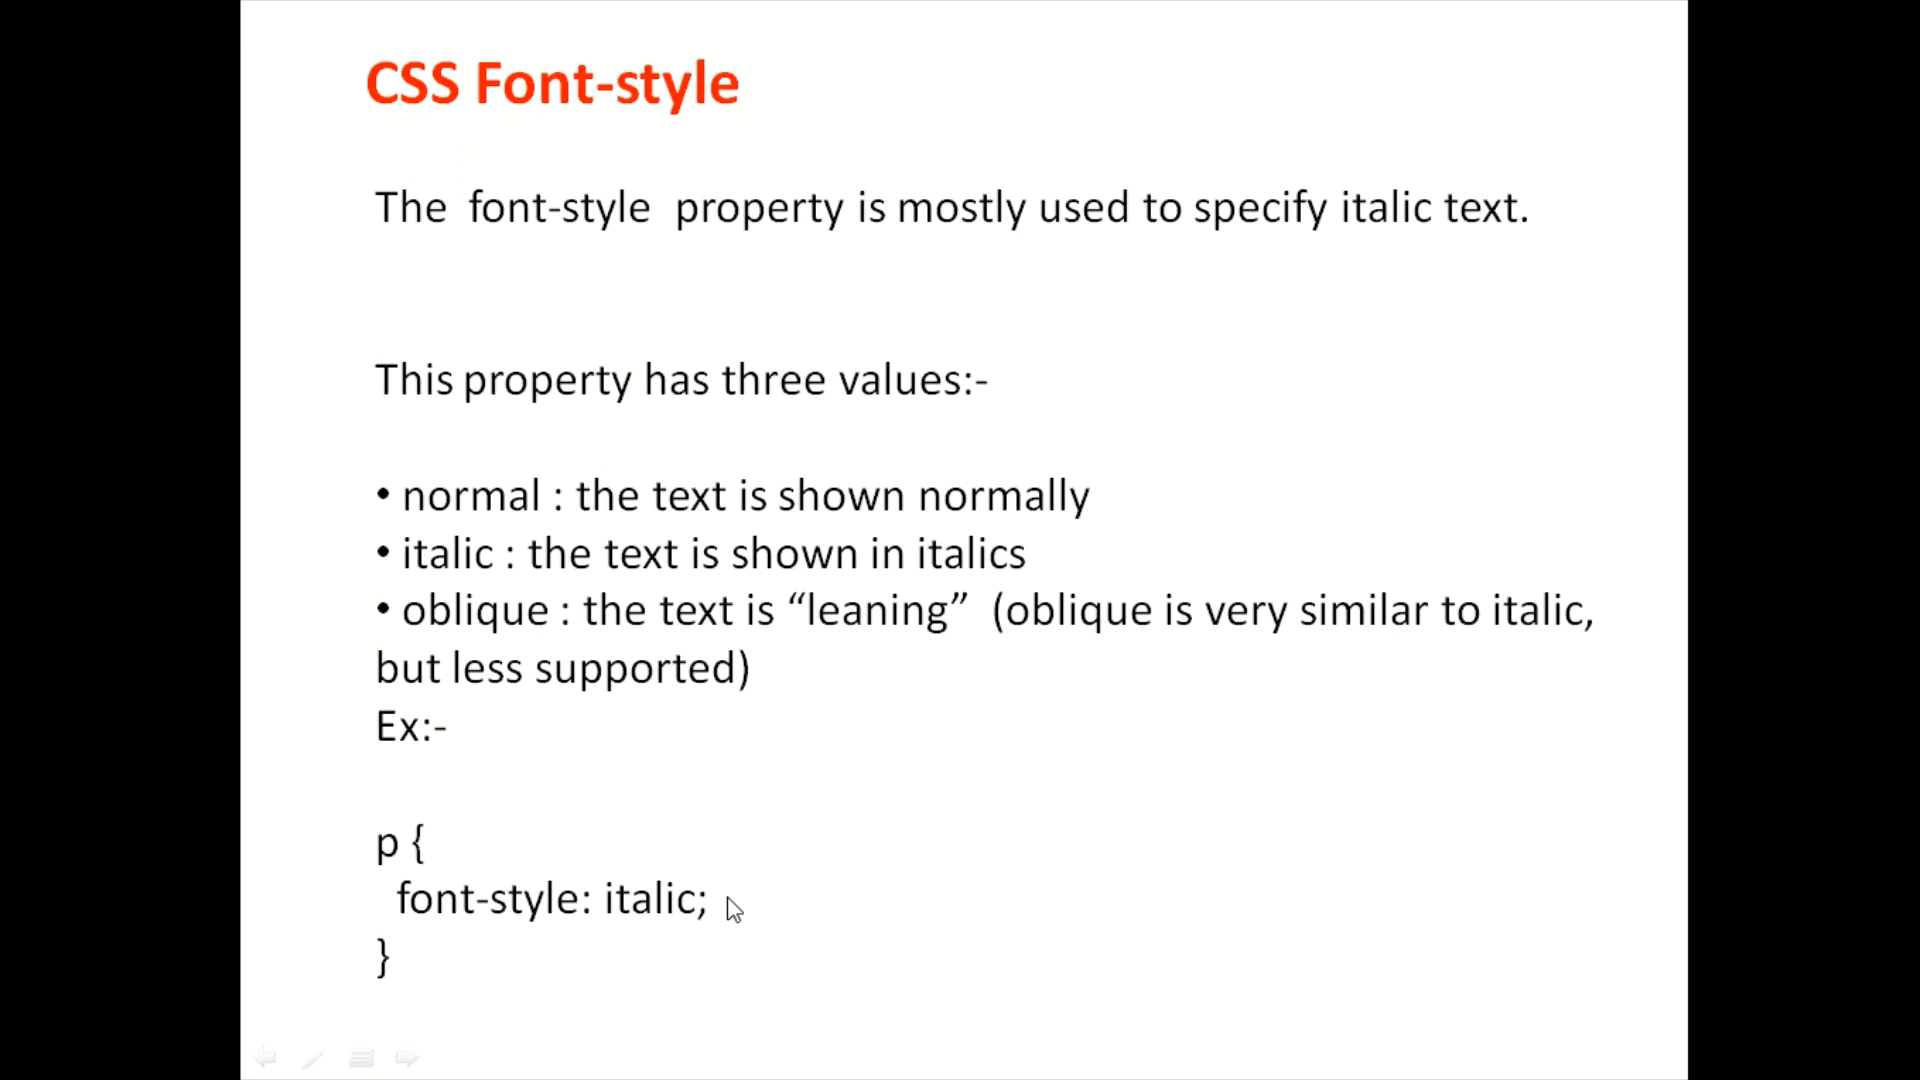 CSS Font-style
The font-style property is mostly used to specify italic text.
This property has three values:-
• normal : the text is shown normally
• italic : the text is shown in italics
• oblique : the text is “leaning” (oblique is very similar to italic,
but less supported)
Ex:-
p {
font-style: italic;
}